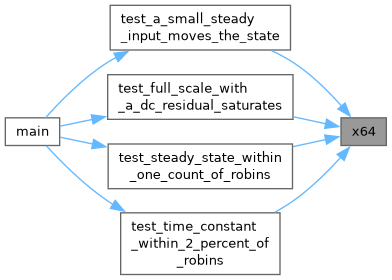 test_a_small_steady
_input_moves_the_state
test_full_scale_with
_a_dc_residual_saturates
main
x64
test_steady_state_within
_one_count_of_robins
test_time_constant
_within_2_percent_of
_robins